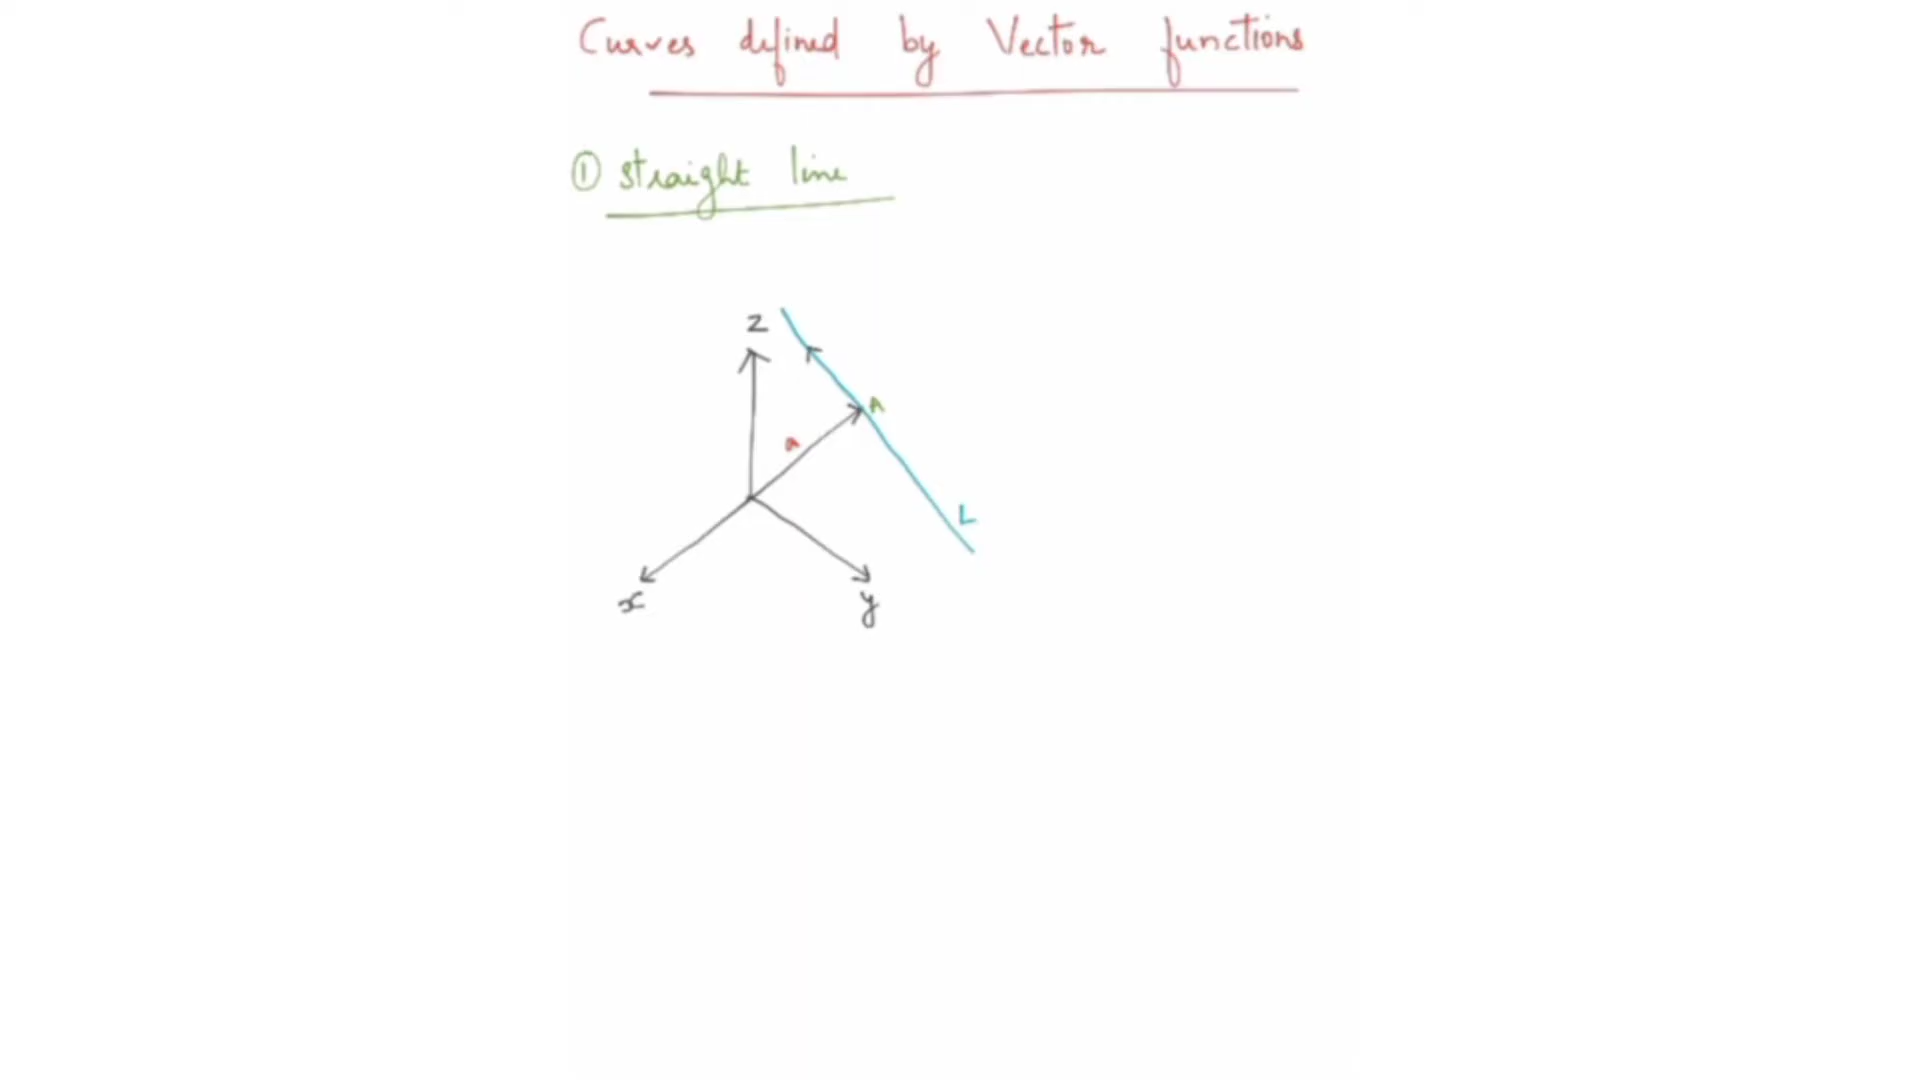 Curves defined by Vector functions
① straight line
z
A
a
L
x
y